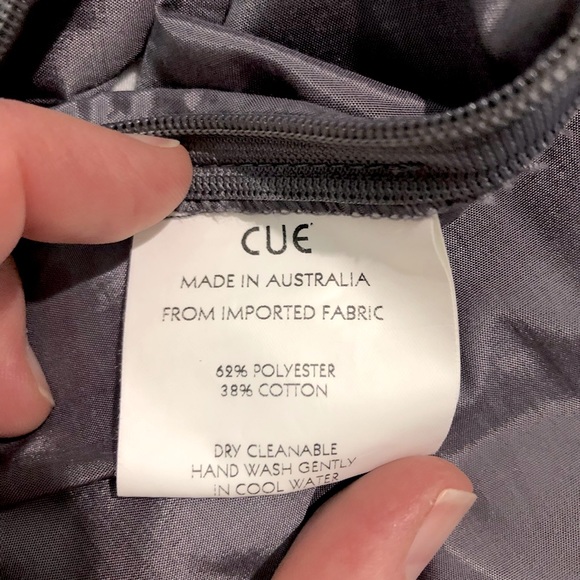 CUE
MADE IN AUSTRALIA
FROM IMPORTED FABRIC
62% POLYESTER
38% COTTON
DRY CLEANABLE
HAND WASH GENTLY
IN COOL WATER